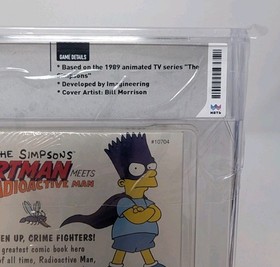 GAME DETAILS
* Based on the 1989 animated TV series "The
Simpsons"
* Developed by Imagineering
* Cover Artist: Bill Morrison
WATA
#10704
THE SIMPSONS
RTMAN MEETS
RADIOACTIVE MAN
EN UP, CRIME FIGHTERS!
greatest comic book hero
of all time, Radioactive Man,